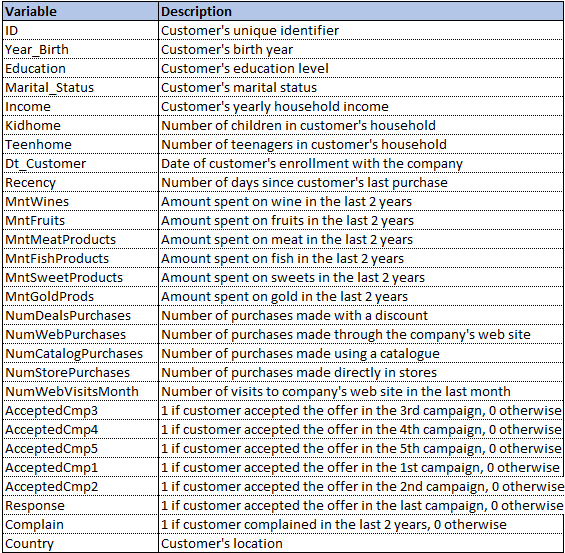 Variable Description
ID Customer's unique identifier
Year_Birth Customer's birth year
Education Customer's education level
Marital_Status Customer's marital status
Income Customer's yearly household income
Kidhome Number of children in customer's household
Teenhome Number of teenagers in customer's household
Dt_Customer Date of customer's enrollment with the company
Recency Number of days since customer's last purchase
MntWines Amount spent on wine in the last 2 years
MntFruits Amount spent on fruits in the last 2 years
MntMeatProducts Amount spent on meat in the last 2 years
MntFishProducts Amount spent on fish in the last 2 years
MntSweetProducts Amount spent on sweets in the last 2 years
MntGoldProds Amount spent on gold in the last 2 years
NumDealsPurchases Number of purchases made with a discount
NumWebPurchases Number of purchases made through the company's web site
NumCatalogPurchases Number of purchases made using a catalogue
NumStorePurchases Number of purchases made directly in stores
NumWebVisitsMonth Number of visits to company's web site in the last month
AcceptedCmp3 1 if customer accepted the offer in the 3rd campaign, 0 otherwise
AcceptedCmp4 1 if customer accepted the offer in the 4th campaign, 0 otherwise
AcceptedCmp5 1 if customer accepted the offer in the 5th campaign, 0 otherwise
AcceptedCmp1 1 if customer accepted the offer in the 1st campaign, 0 otherwise
AcceptedCmp2 1 if customer accepted the offer in the 2nd campaign, 0 otherwise
Response 1 if customer accepted the offer in the last campaign, 0 otherwise
Complain 1 if customer complained in the last 2 years, 0 otherwise
Country Customer's location